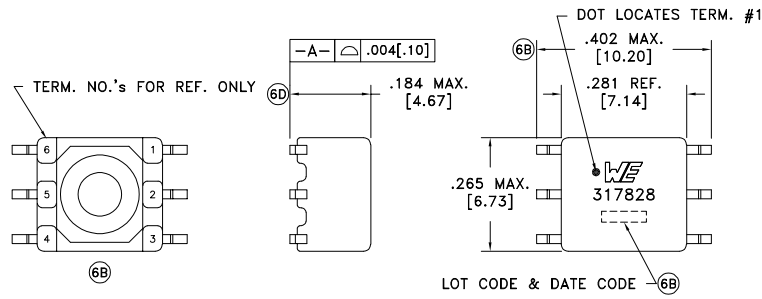 DOT LOCATES TERM. #1
6B .402 MAX.
[10.20]
-A- ⌓ .004[.10]
TERM. NO.'s FOR REF. ONLY
6D .184 MAX.
[4.67]
.281 REF.
[7.14]
6 1
5 2
4 3
6B
.265 MAX.
[6.73]
WE
317828
LOT CODE & DATE CODE 6B